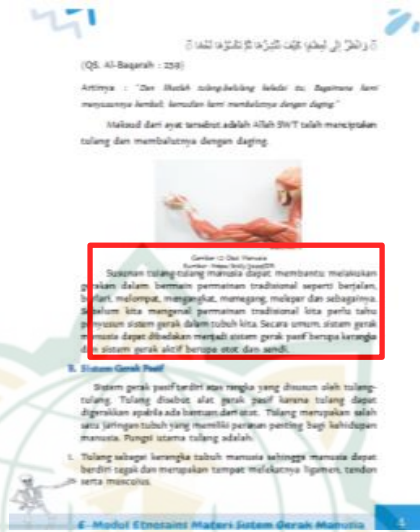 (QS. Al-Baqarah : 259)
Artinya : "Dan lihatlah tulang-belulang keledai itu, Bagaimana kami
menyusunnya kembali, kemudian kami membalutnya dengan daging."
Maksud dari ayat tersebut adalah Allah SWT telah menciptakan
tulang dan membalutnya dengan daging.
Gambar 12 Otot Manusia
Susunan tulang-tulang manusia dapat membantu melakukan
gerakan dalam bermain permainan tradisional seperti berjalan,
berlari, melompat, mengangkat, memegang, melempar dan sebagainya.
Sebelum kita mengenal permainan tradisional kita perlu tahu
penyusun sistem gerak dalam tubuh kita. Secara umum, sistem gerak
manusia dapat dibedakan menjadi sistem gerak pasif berupa kerangka
dan sistem gerak aktif berupa otot dan sendi.
B. Sistem Gerak Pasif
Sistem gerak pasif terdiri atas rangka yang disusun oleh tulang-
tulang. Tulang disebut alat gerak pasif karena tulang dapat
digerakkan apabila ada bantuan dari otot. Tulang merupakan salah
satu jaringan tubuh yang memiliki peranan penting bagi kehidupan
manusia. Fungsi utama tulang adalah:
1. Tulang sebagai kerangka tubuh manusia sehingga manusia dapat
berdiri tegak dan merupakan tempat melekatnya ligamen, tendon
serta musculus.
E-Modul Etnosains Materi Sistem Gerak Manusia